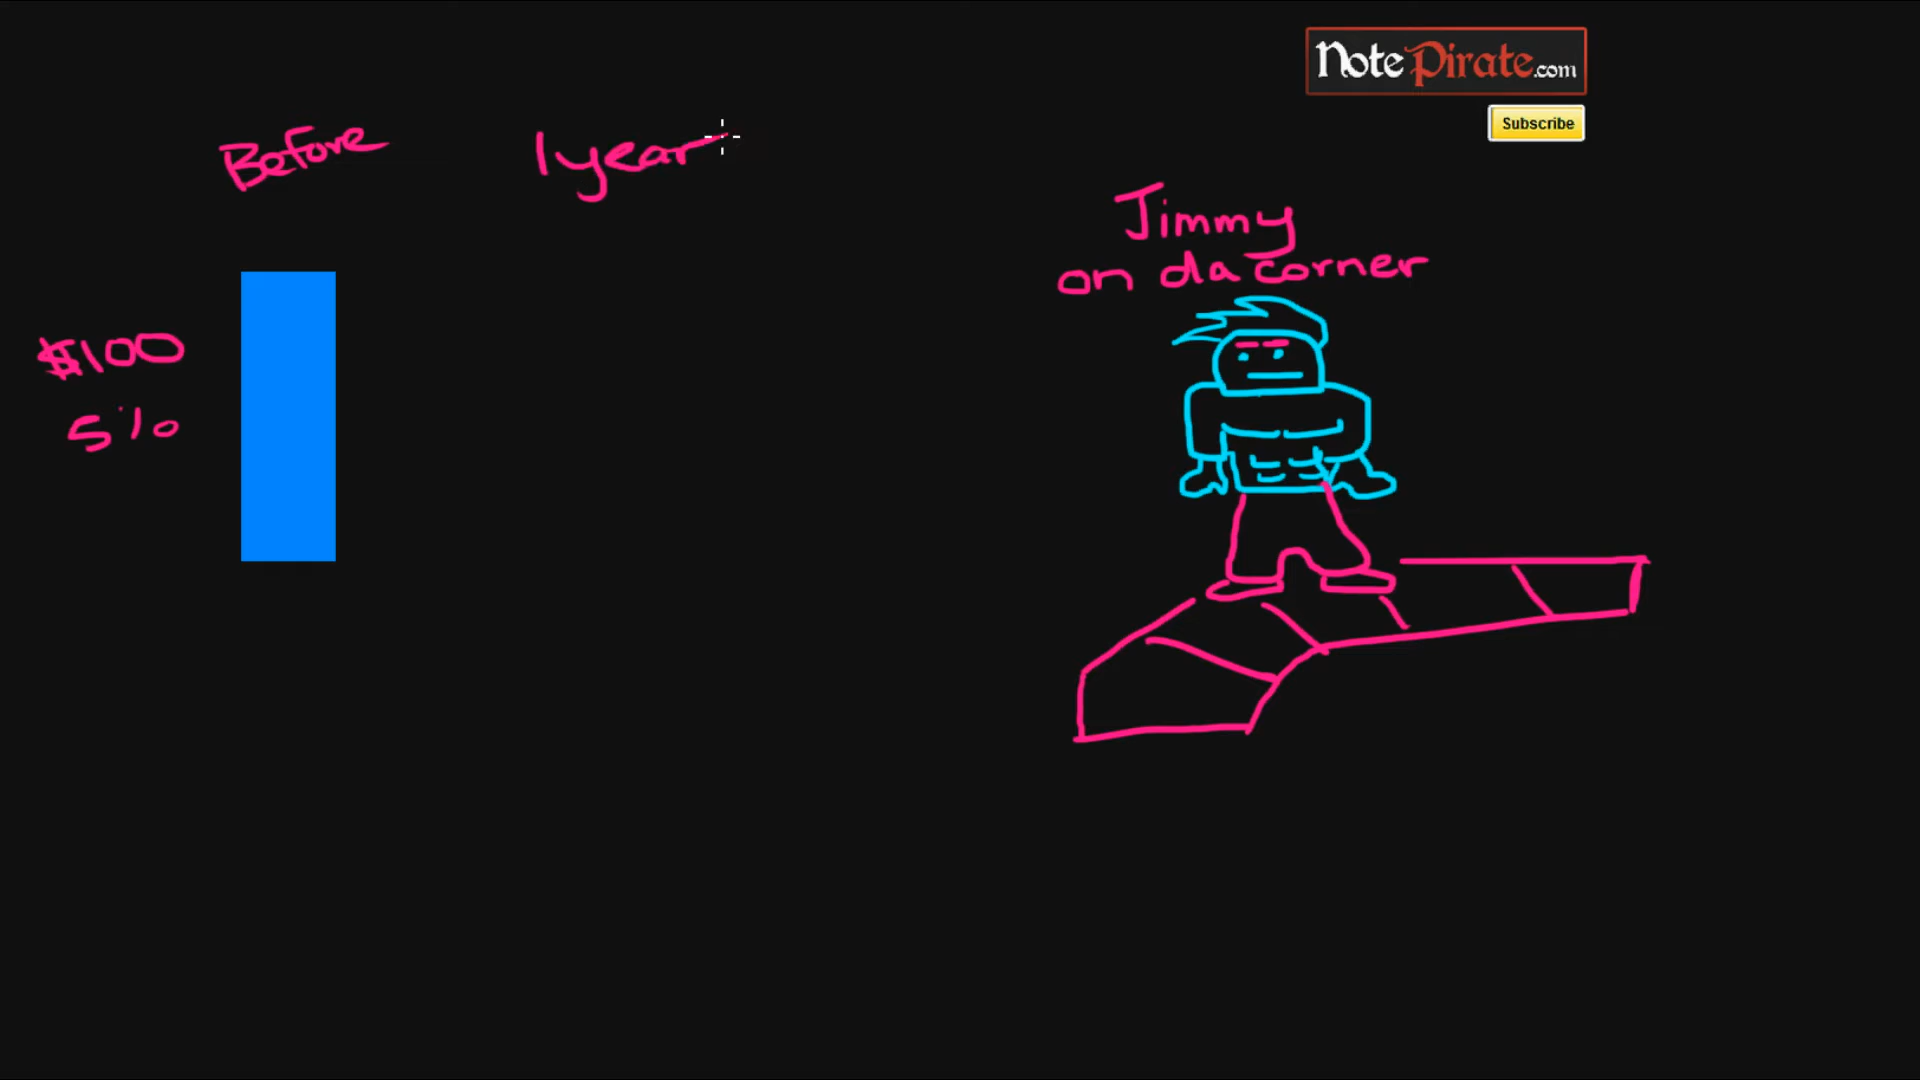 NotePirate.com
Subscribe
Before
1 year
Jimmy
on da corner
$100
5%